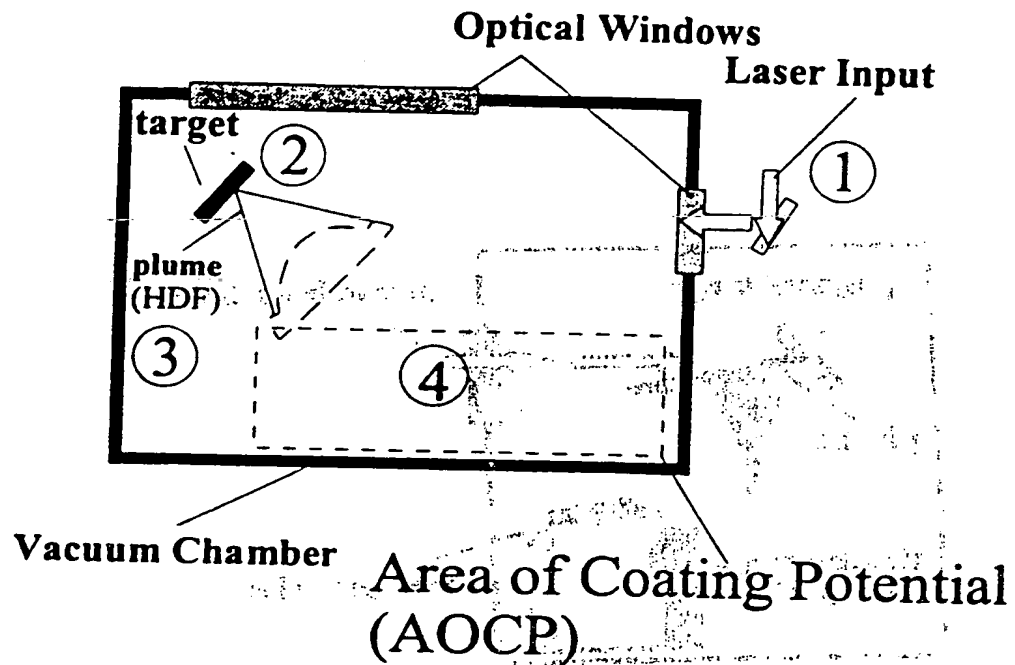 Optical Windows
Laser Input
target
②
①
plume
(HDF)
③
④
Vacuum Chamber
Area of Coating Potential
(AOCP)